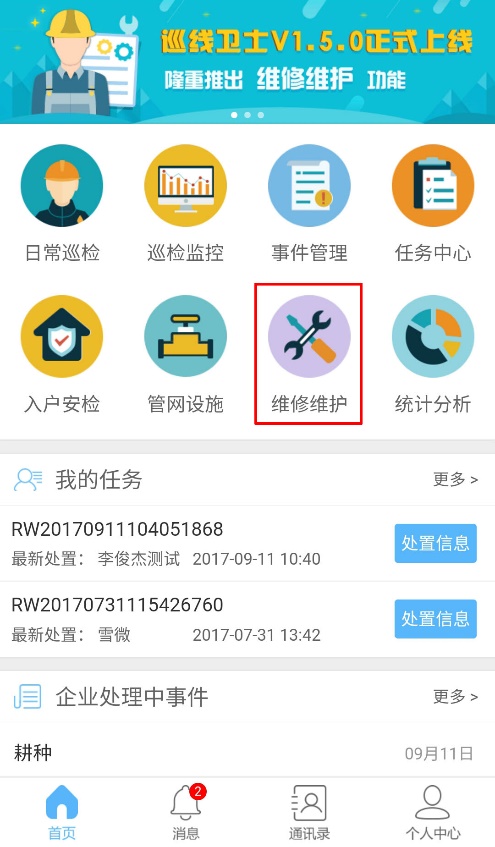 巡线卫士V1.5.0正式上线
隆重推出 维修维护 功能
日常巡检 巡检监控 事件管理 任务中心
入户安检 管网设施 维修维护 统计分析
我的任务 更多 >
RW20170911104051868
最新处置： 李俊杰测试 2017-09-11 10:40
处置信息
RW20170731115426760
最新处置： 雪微 2017-07-31 13:42
处置信息
企业处理中事件 更多 >
耕种 09月11日
2
首页 消息 通讯录 个人中心